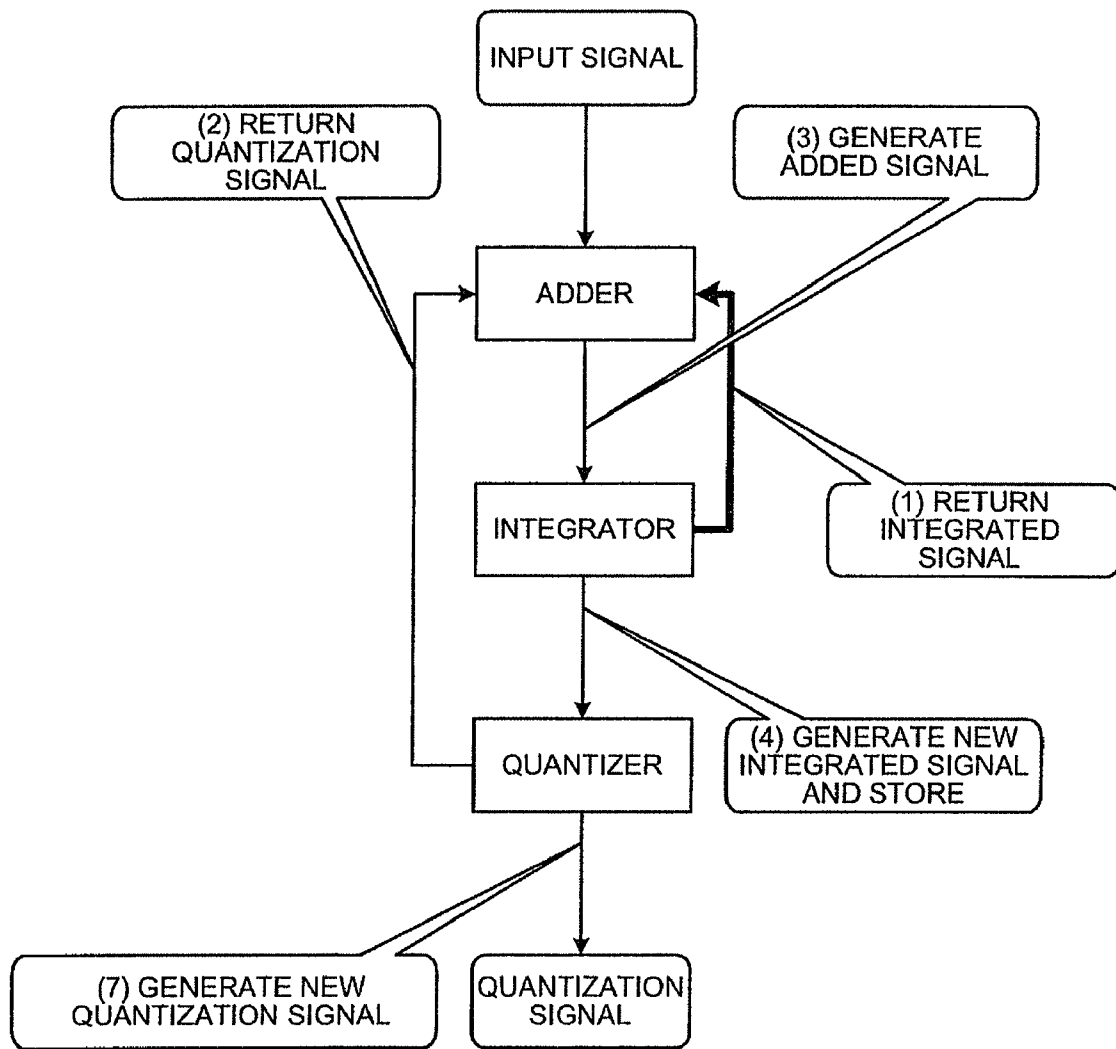 INPUT SIGNAL
(2) RETURN
QUANTIZATION
SIGNAL
(3) GENERATE
ADDED SIGNAL
ADDER
INTEGRATOR
(1) RETURN
INTEGRATED
SIGNAL
QUANTIZER
(4) GENERATE NEW
INTEGRATED SIGNAL
AND STORE
(7) GENERATE NEW
QUANTIZATION SIGNAL
QUANTIZATION
SIGNAL